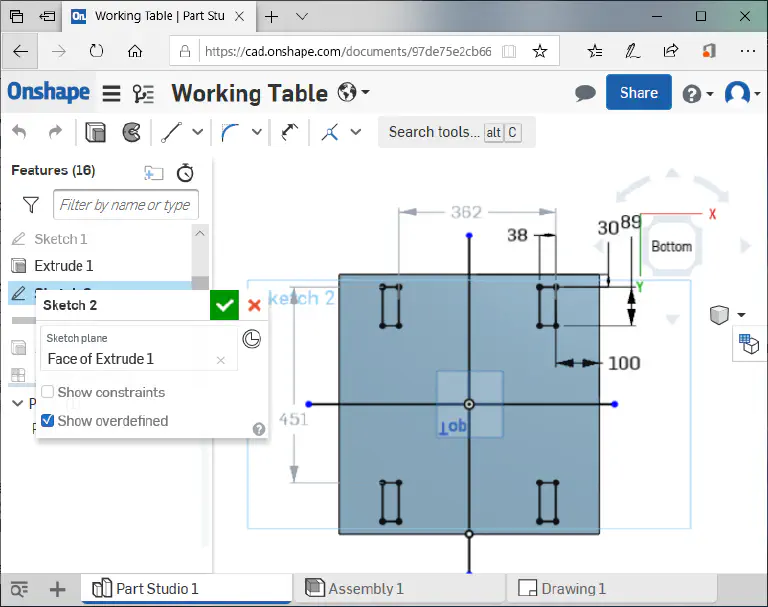 Working Table | Part Stu
https://cad.onshape.com/documents/97de75e2cb66
Onshape
Working Table
Share
Search tools... alt C
Features (16)
Filter by name or type
Sketch 1
Extrude 1
Sketch 2
Sketch plane
Face of Extrude 1
Show constraints
Show overdefined
ketch 2
362
38
30
89
X
Bottom
Y
100
451
Top
Part Studio 1
Assembly 1
Drawing 1